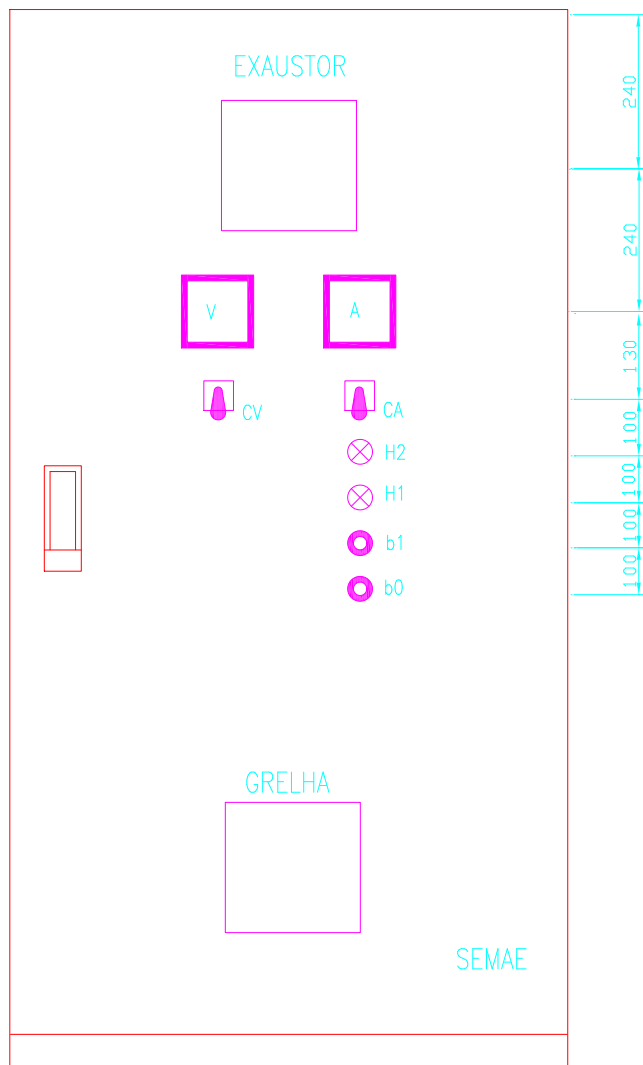 EXAUSTOR
240
240
V
A
130
CV
CA
100
H2
100
H1
100
b1
100
b0
GRELHA
SEMAE